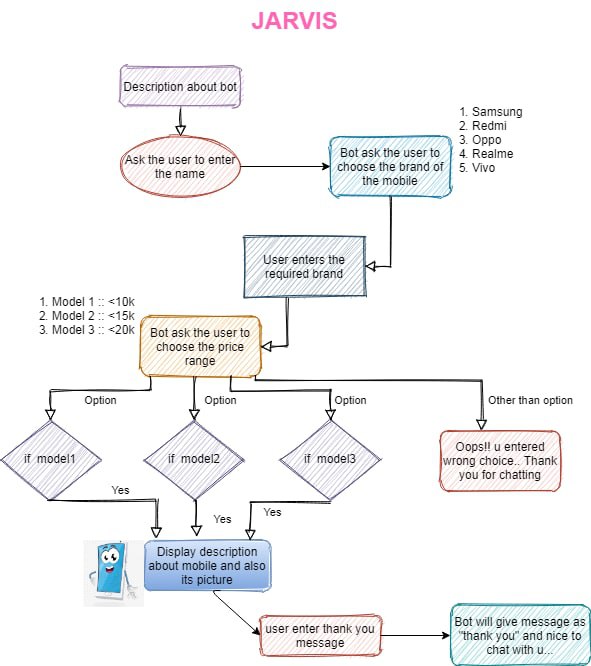 JARVIS
Description about bot
Ask the user to enter
the name
Bot ask the user to
choose the brand of
the mobile
1. Samsung
2. Redmi
3. Oppo
4. Realme
5. Vivo
User enters the
required brand
1. Model 1 :: <10k
2. Model 2 :: <15k
3. Model 3 :: <20k
Bot ask the user to
choose the price
range
Option
Option
Option
Other than option
if model1
if model2
if model3
Oops!! u entered
wrong choice.. Thank
you for chatting
Yes
Yes
Yes
Display description
about mobile and also
its picture
user enter thank you
message
Bot will give message as
"thank you" and nice to
chat with u...